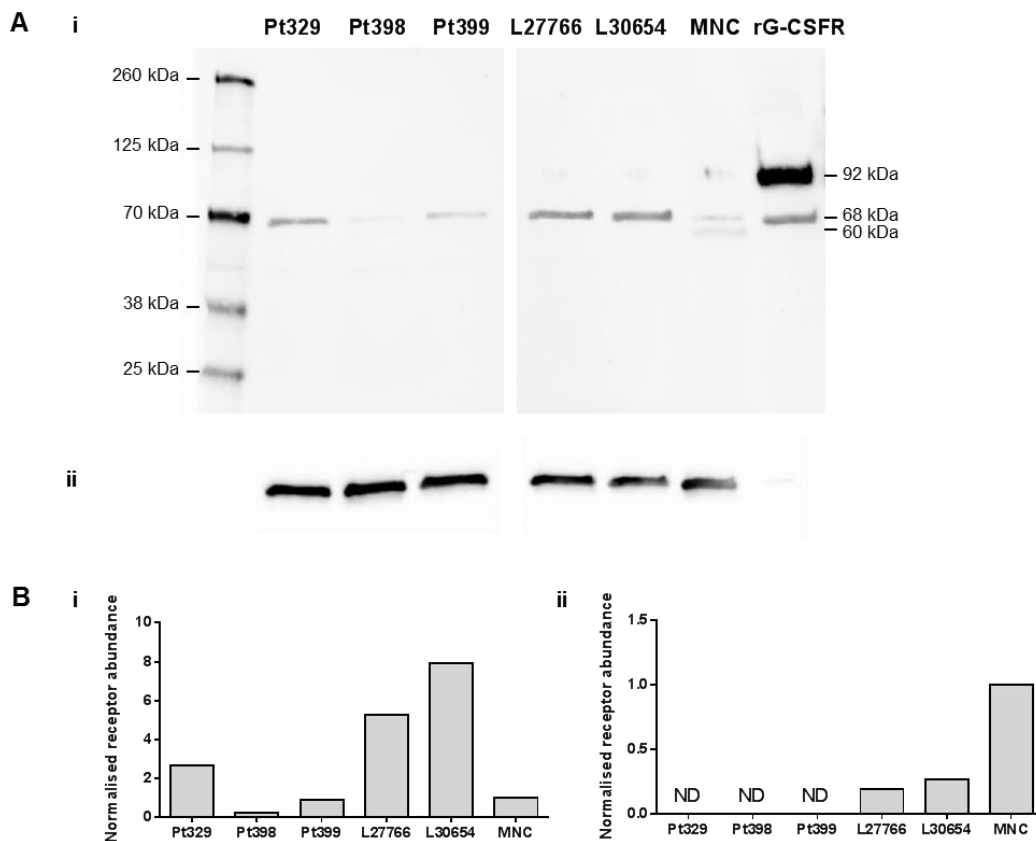 A i Pt329 Pt398 Pt399 L27766 L30654 MNC rG-CSFR
260 kDa
125 kDa
92 kDa
70 kDa
68 kDa
60 kDa
38 kDa
25 kDa
ii
B i ii
Normalised receptor abundance
10
8
6
4
2
0
Pt329 Pt398 Pt399 L27766 L30654 MNC
Normalised receptor abundance
1.5
1.0
0.5
0.0
ND ND ND
Pt329 Pt398 Pt399 L27766 L30654 MNC